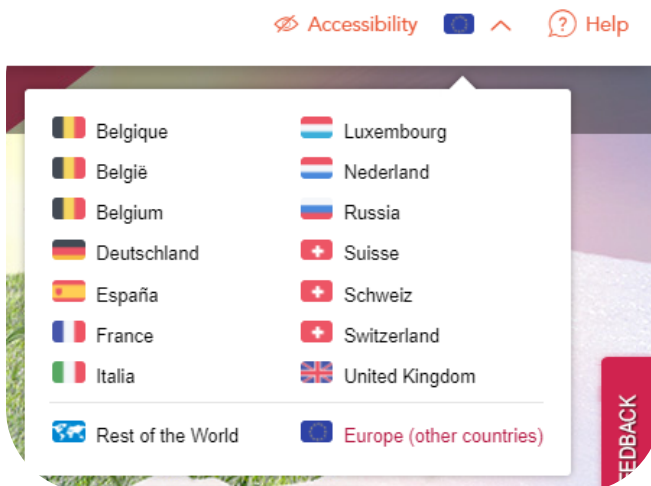 Accessibility
Help
Belgique
België
Belgium
Deutschland
España
France
Italia
Luxembourg
Nederland
Russia
Suisse
Schweiz
Switzerland
United Kingdom
Rest of the World
Europe (other countries)
EEDBACK